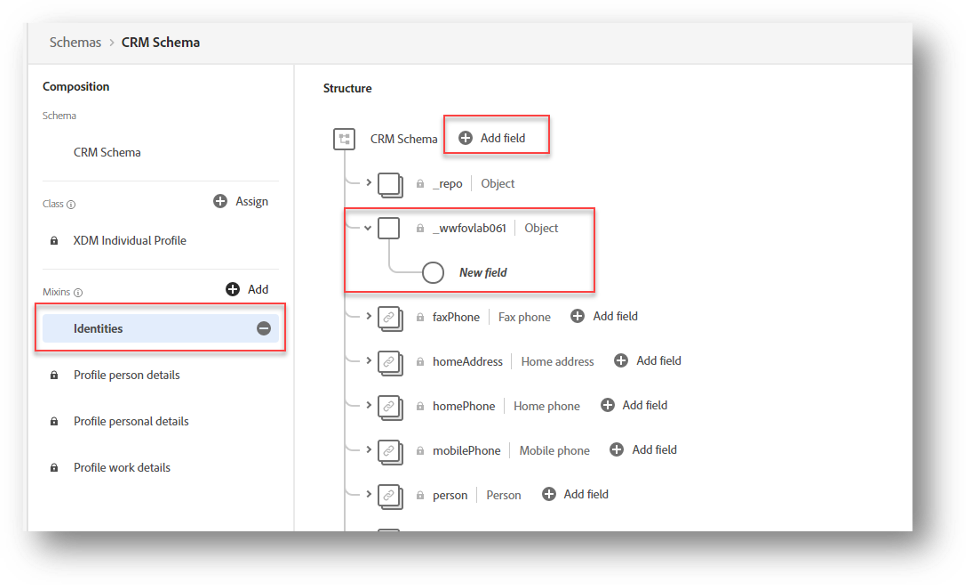 Schemas > CRM Schema
Composition
Schema
CRM Schema
Class
Assign
XDM Individual Profile
Mixins
Add
Identities
Profile person details
Profile personal details
Profile work details
Structure
CRM Schema Add field
_repo Object
_wwfovlab061 Object
New field
faxPhone Fax phone Add field
homeAddress Home address Add field
homePhone Home phone Add field
mobilePhone Mobile phone Add field
person Person Add field